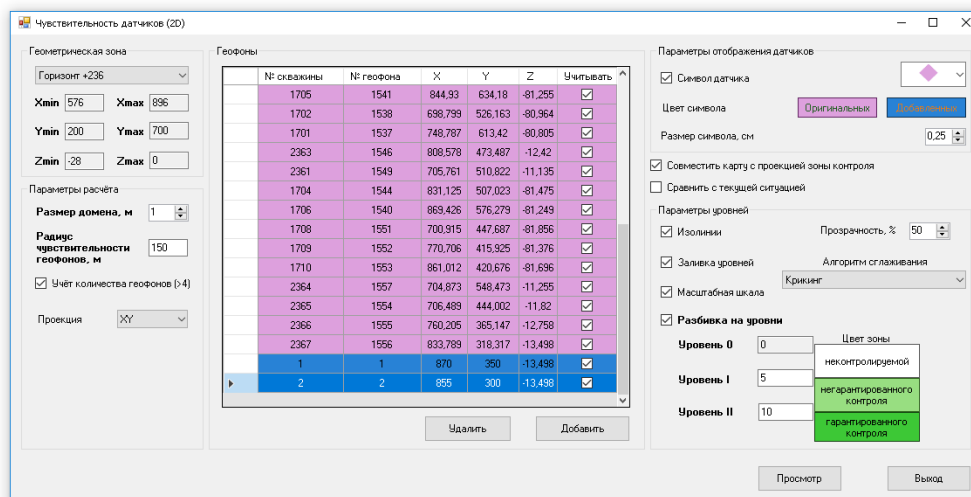 Чувствительность датчиков (2D)
Геометрическая зона
Горизонт +236
Xmin 576 Xmax 896
Ymin 200 Ymax 700
Zmin -28 Zmax 0
Параметры расчёта
Размер домена, м 1
Радиус
чувствительности
геофонов, м
150
Учёт количества геофонов (>4)
Проекция XY
Геофоны
№ скважины № геофона X Y Z Учитывать
1705 1541 844,93 634,18 -81,255
1702 1538 698,799 526,163 -80,964
1701 1537 748,787 613,42 -80,805
2363 1546 808,578 473,487 -12,42
2361 1549 705,761 510,822 -11,135
1704 1544 831,125 507,023 -81,475
1706 1540 869,426 576,279 -81,249
1708 1551 700,915 447,687 -81,856
1709 1552 770,706 415,925 -81,376
1710 1553 861,012 420,676 -81,696
2364 1557 704,873 548,473 -11,255
2365 1554 706,489 444,002 -11,82
2366 1555 760,205 365,147 -12,758
2367 1556 833,789 318,317 -13,498
1 1 870 350 -13,498
2 2 855 300 -13,498
Удалить Добавить
Параметры отображения датчиков
Символ датчика
Цвет символа Оригинальных Добавленных
Размер символа, см 0,25
Совместить карту с проекцией зоны контроля
Сравнить с текущей ситуацией
Параметры уровней
Изолинии Прозрачность, % 50
Заливка уровней Алгоритм сглаживания
Крикинг
Масштабная шкала
Разбивка на уровни
Цвет зоны
Уровень 0 0 неконтролируемой
Уровень I 5 негарантированного
контроля
Уровень II 10 гарантированного
контроля
Просмотр Выход